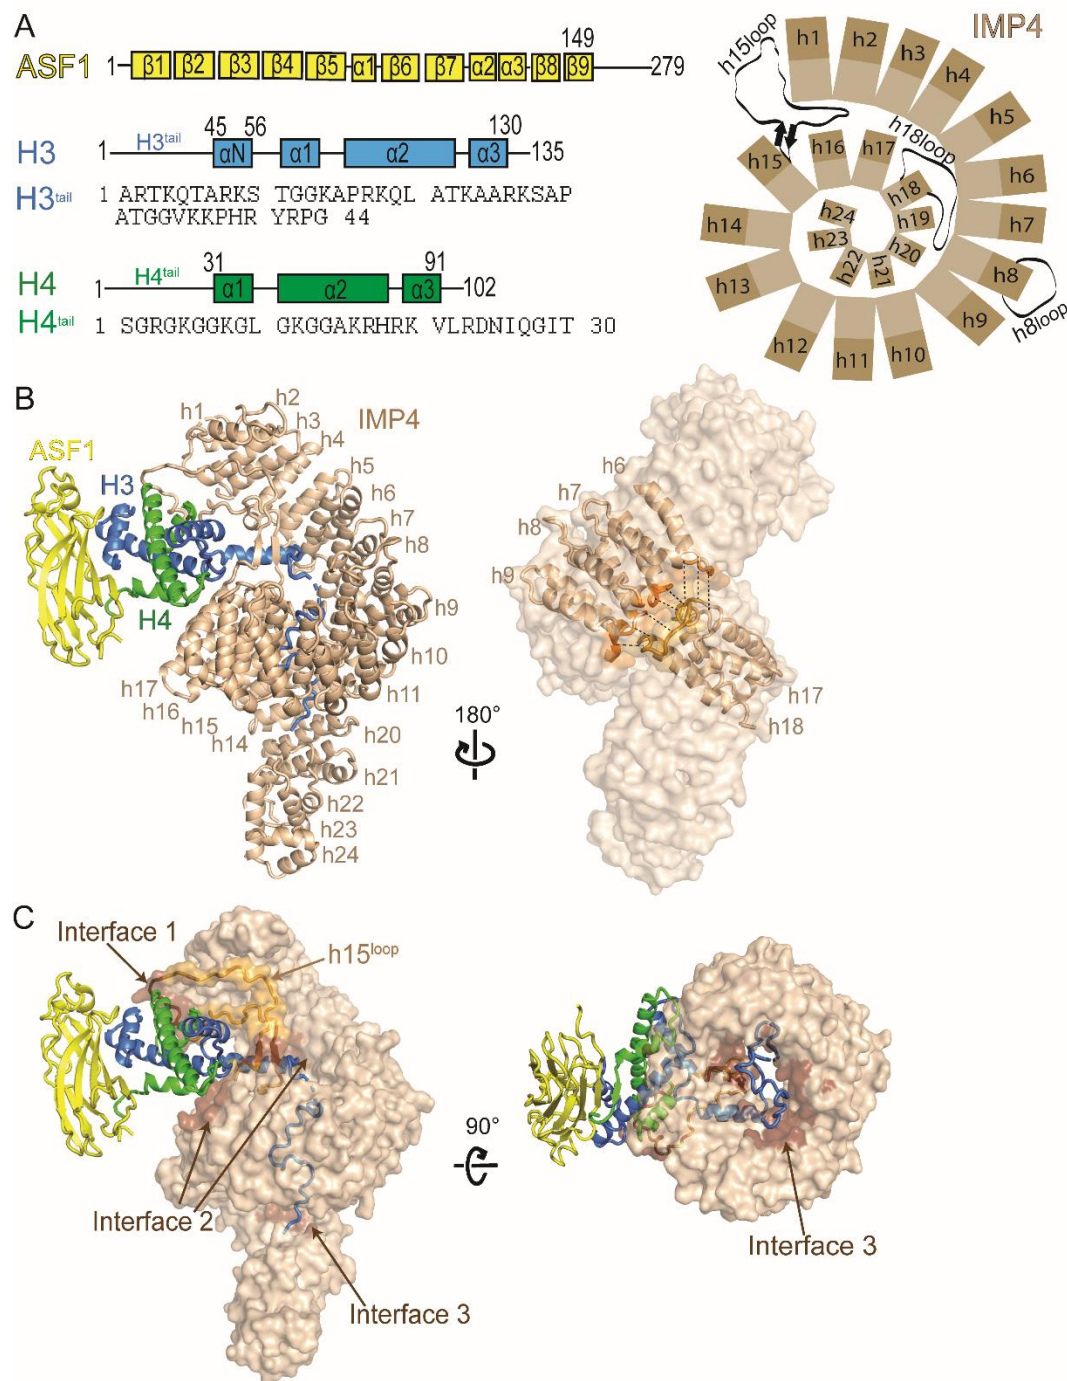 A
ASF1 1 β1 β2 β3 β4 β5 α1 β6 β7 α2 α3 β8 β9 149 279
H3 1 H3tail 45 56 αN α1 α2 130 α3 135
H3tail 1 ARTKQTARKS TGGKAPRKQL ATKAARKSAP
ATGGVKKPHR YRPG 44
H4 1 H4tail 31 α1 α2 91 α3 102
H4tail 1 SGRGKGGKGL GKGGAKRHRK VLRDNIQGIT 30
IMP4
h15loop
h1
h2
h3
h4
h5
h6
h7
h8
h8loop
h9
h10
h11
h12
h13
h14
h15
h16
h17
h18loop
h18
h19
h20
h21
h22
h23
h24
B
ASF1
H3
H4
IMP4
h1
h2
h3
h4
h5
h6
h7
h8
h9
h10
h11
h17
h16
h15
h14
h20
h21
h22
h23
h24
180°
h6
h7
h8
h9
h17
h18
C
Interface 1
h15loop
Interface 2
Interface 3
90°
Interface 3